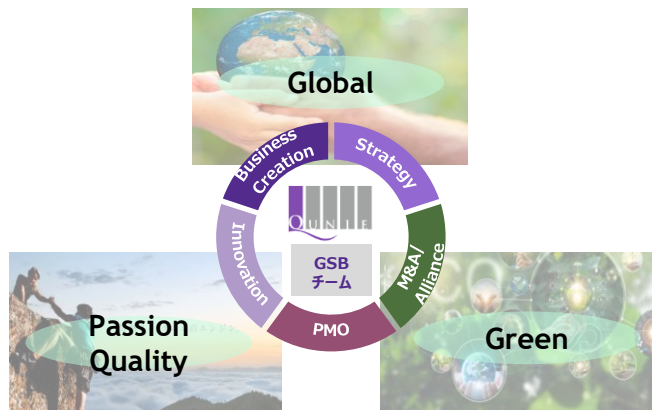 Global
Business
Creation
Strategy
QUNIE
Innovation
GSB
チーム
M&A/
Alliance
Passion
Quality
PMO
Green